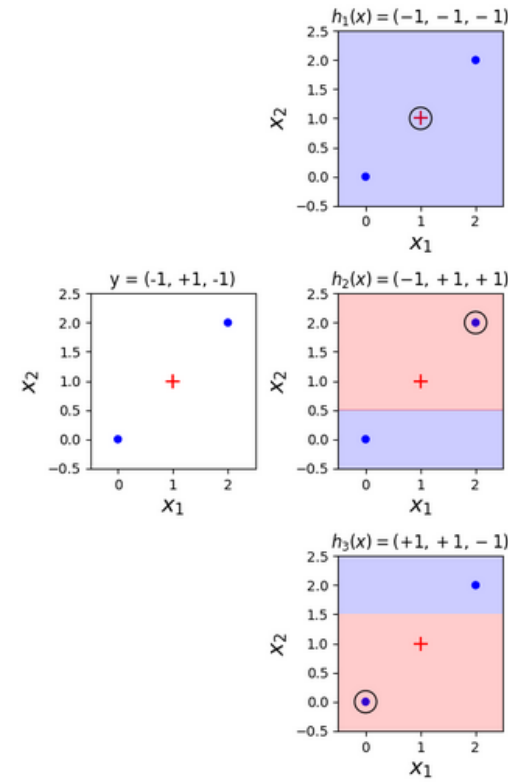 h₁(x) = (−1, −1, −1)
2.5
2.0
1.5
1.0
0.5
0.0
−0.5
x₂
0 1 2
x₁
y = (-1, +1, -1)
2.5
2.0
1.5
1.0
0.5
0.0
−0.5
x₂
0 1 2
x₁
h₂(x) = (−1, +1, +1)
2.5
2.0
1.5
1.0
0.5
0.0
−0.5
x₂
0 1 2
x₁
h₃(x) = (+1, +1, −1)
2.5
2.0
1.5
1.0
0.5
0.0
−0.5
x₂
0 1 2
x₁